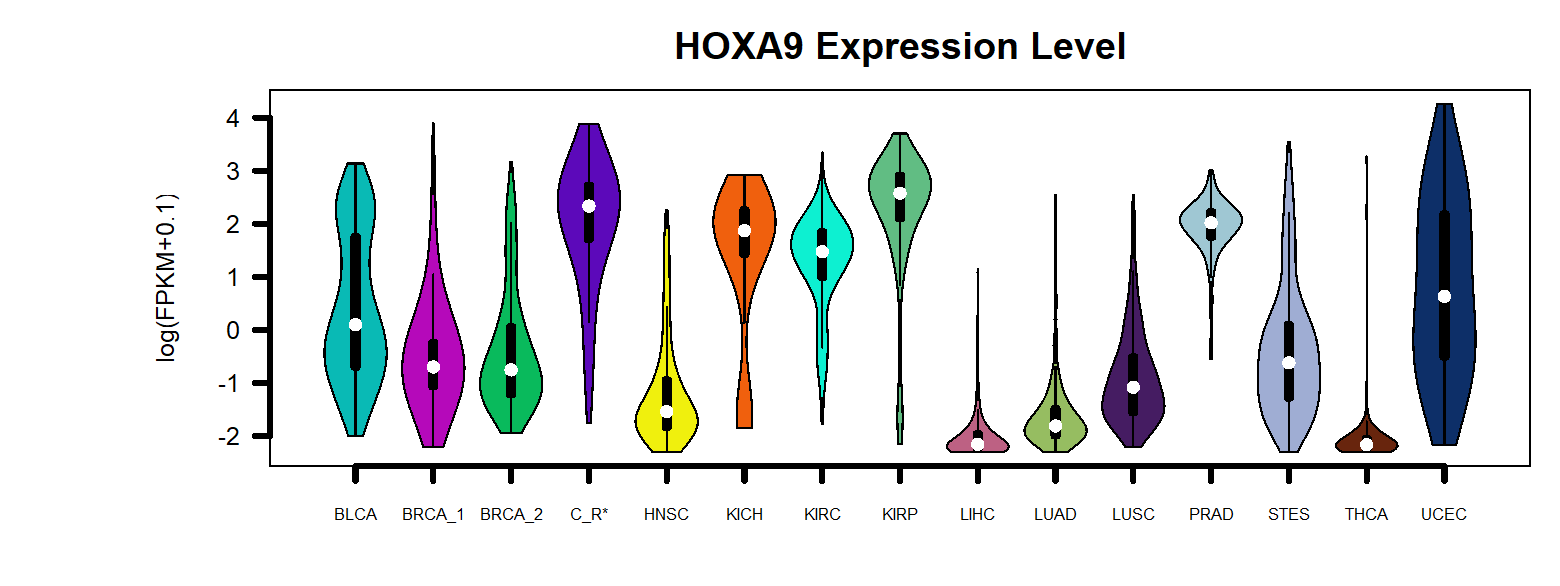 HOXA9 Expression Level
log(FPKM+0.1)
4
3
2
1
0
-1
-2
BLCA BRCA_1 BRCA_2 C_R* HNSC KICH KIRC KIRP LIHC LUAD LUSC PRAD STES THCA UCEC